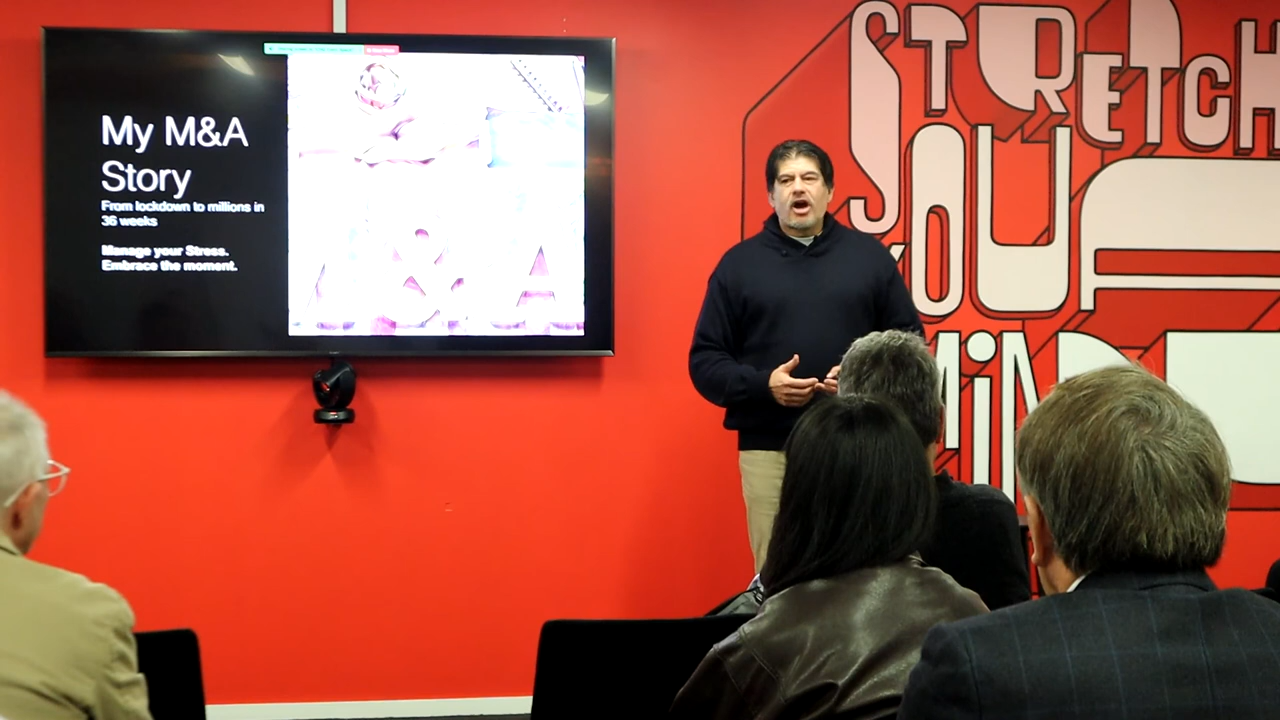 My M&A
Story
From lockdown to millions in
36 weeks
Manage your Stress.
Embrace the moment.
STRETCH
YOUR
MIND